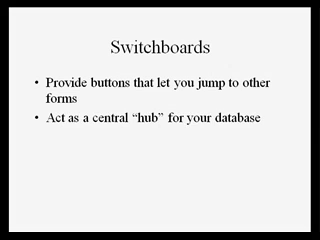 Switchboards
• Provide buttons that let you jump to other
forms
• Act as a central “hub” for your database